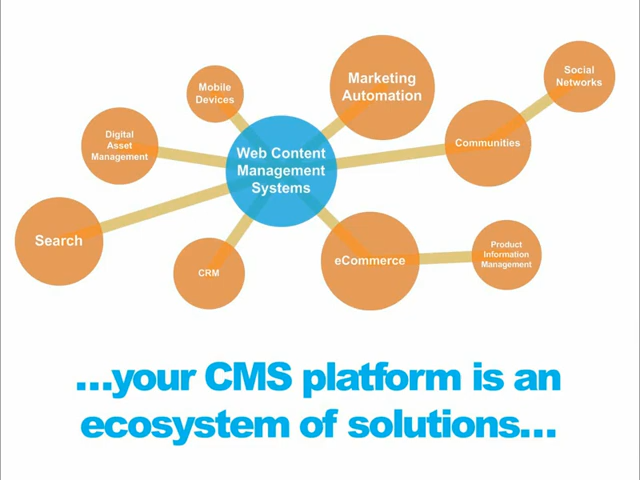 Mobile
Devices
Marketing
Automation
Social
Networks
Digital
Asset
Management
Web Content
Management
Systems
Communities
Search
CRM
eCommerce
Product
Information
Management
...your CMS platform is an
ecosystem of solutions...